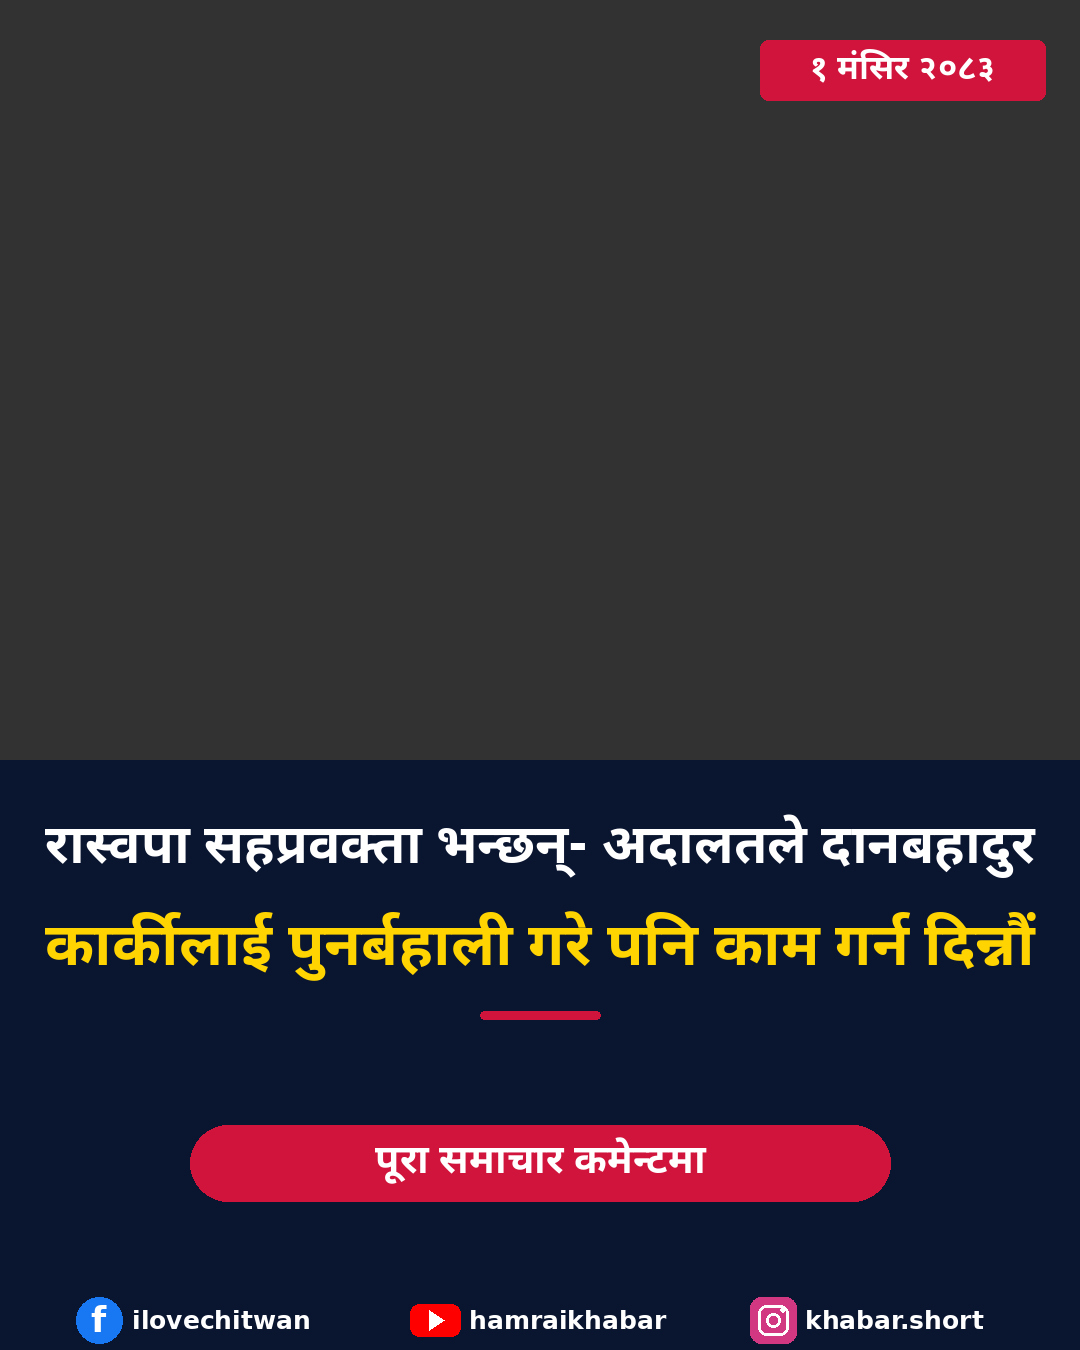 १ मंसिर २०८३
रास्वपा सहप्रवक्ता भन्छन्- अदालतले दानबहादुर
कार्कीलाई पुनर्बहाली गरे पनि काम गर्न दिन्नौं
पूरा समाचार कमेन्टमा
ilovechitwan hamraikhabar khabar.short